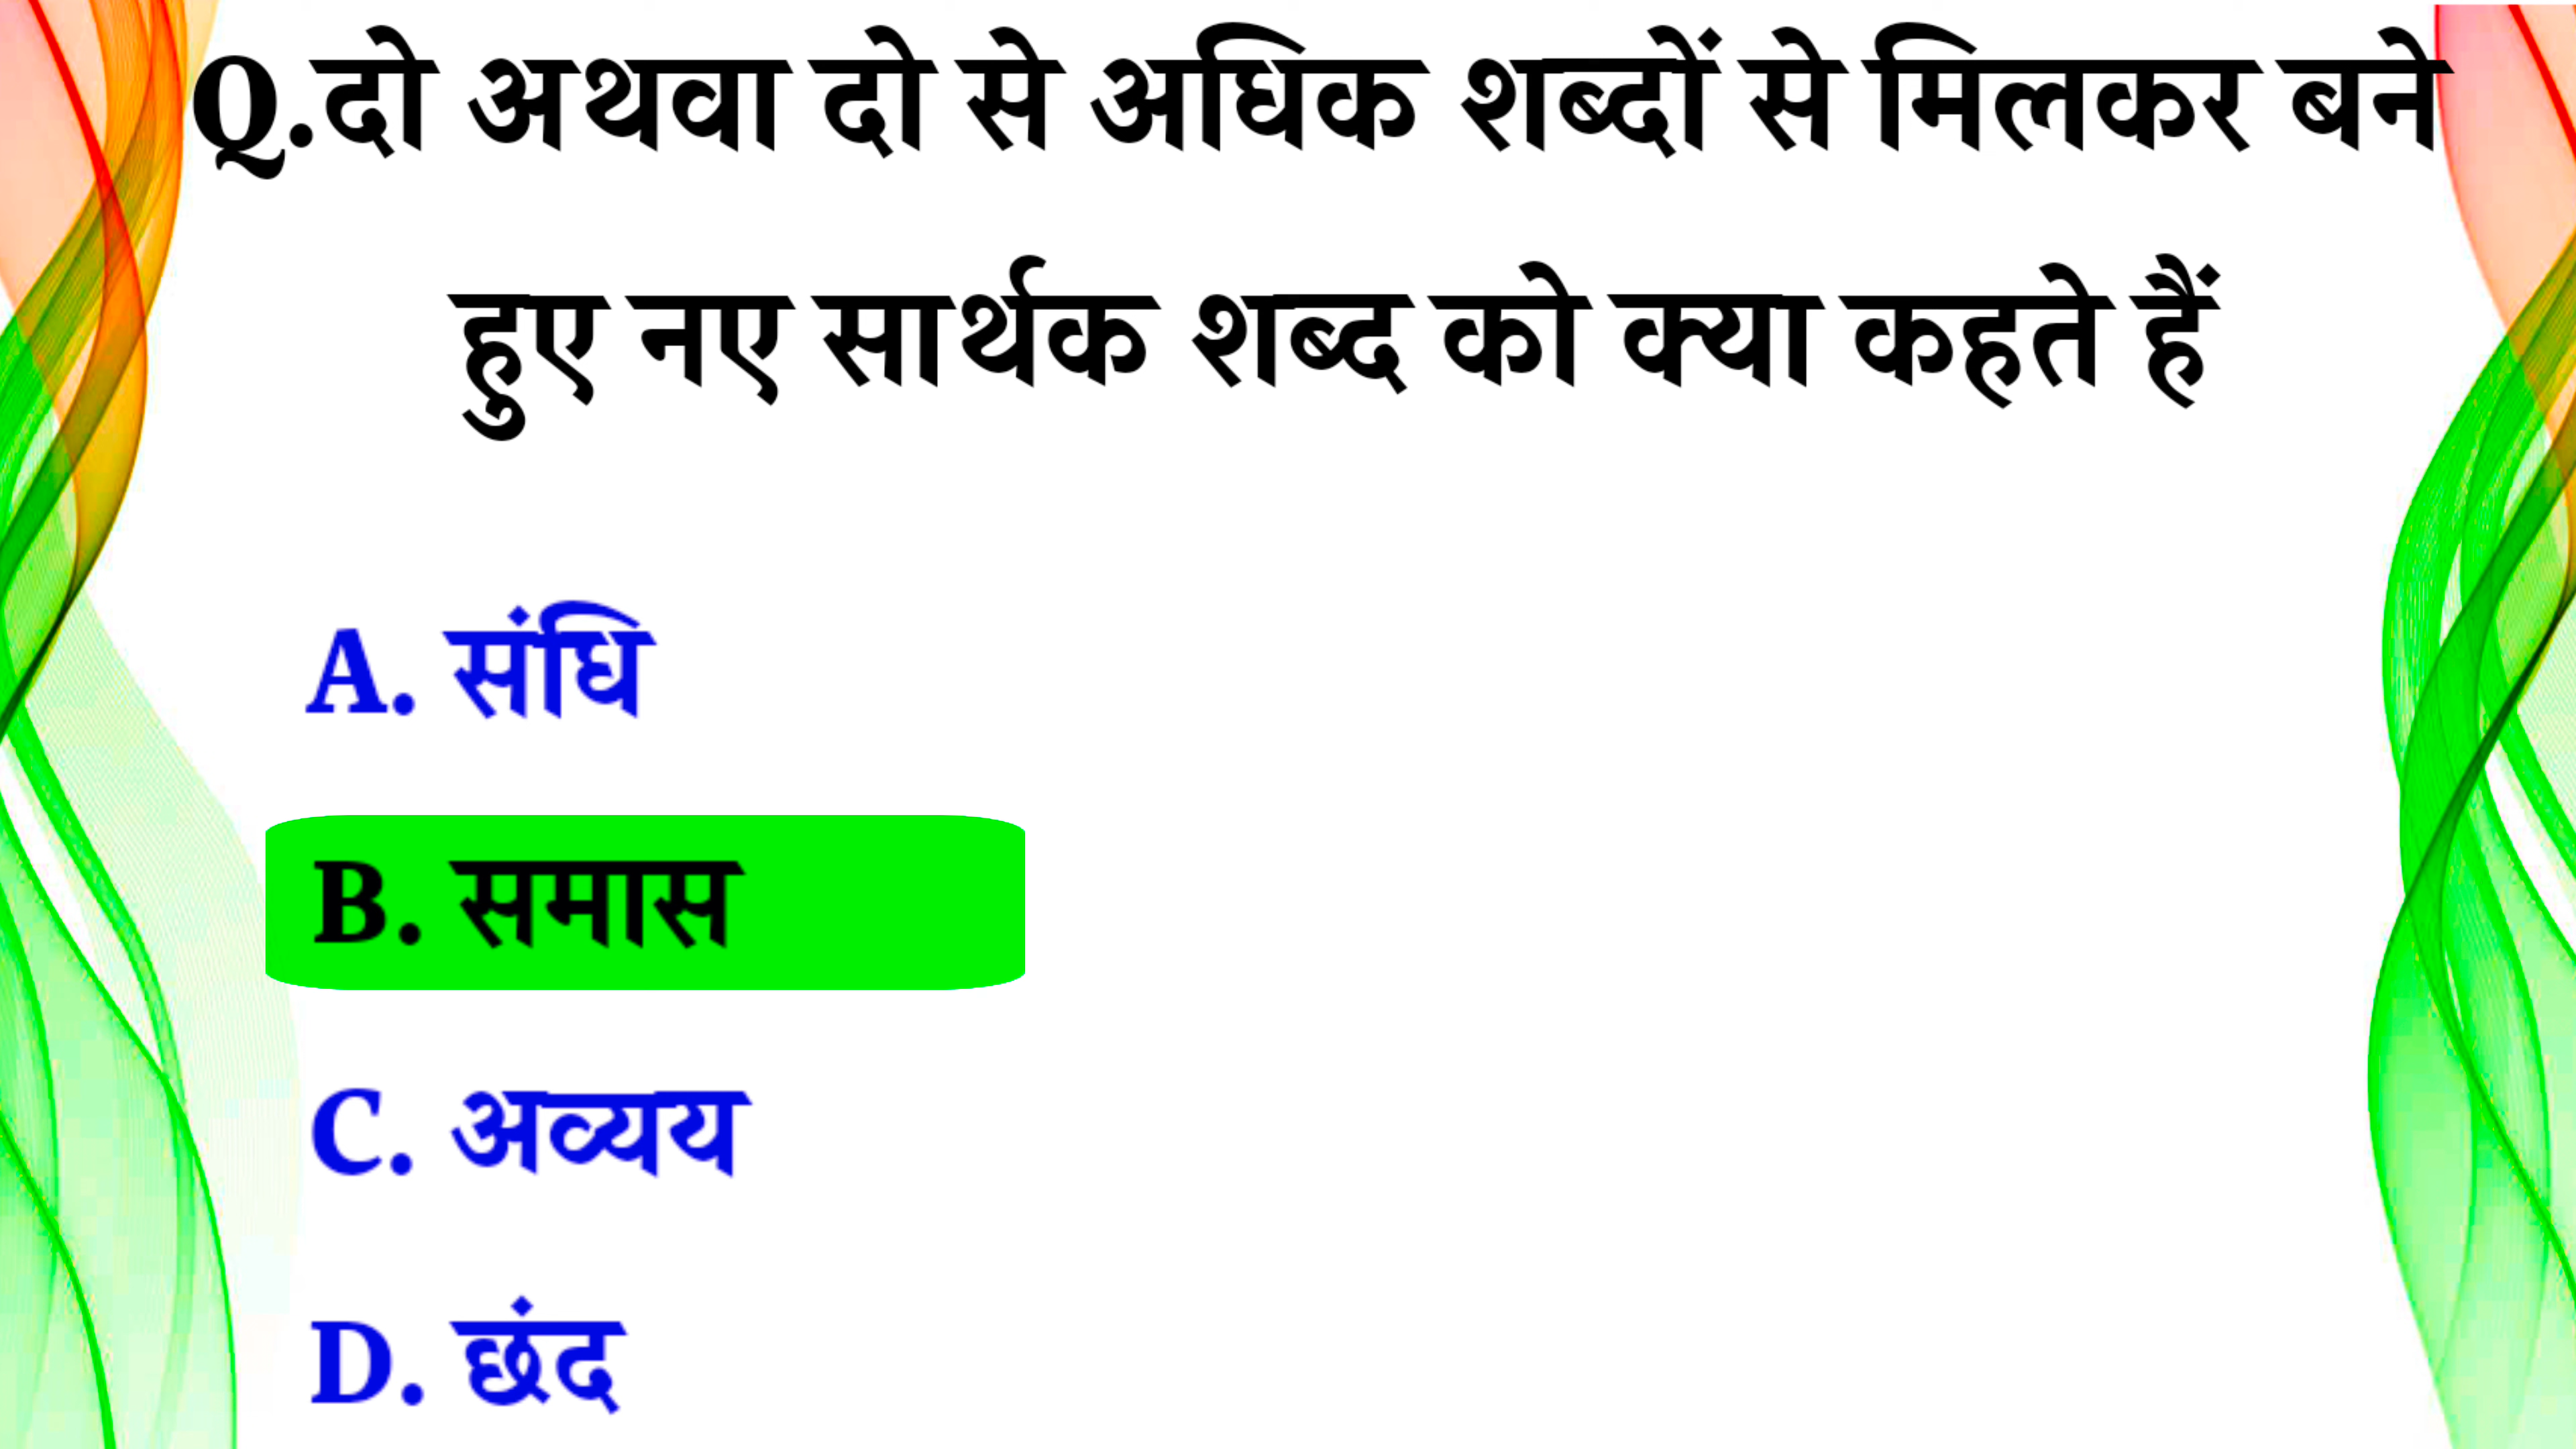 Q.दो अथवा दो से अधिक शब्दों से मिलकर बने
हुए नए सार्थक शब्द को क्या कहते हैं
A. संधि
B. समास
C. अव्यय
D. छंद